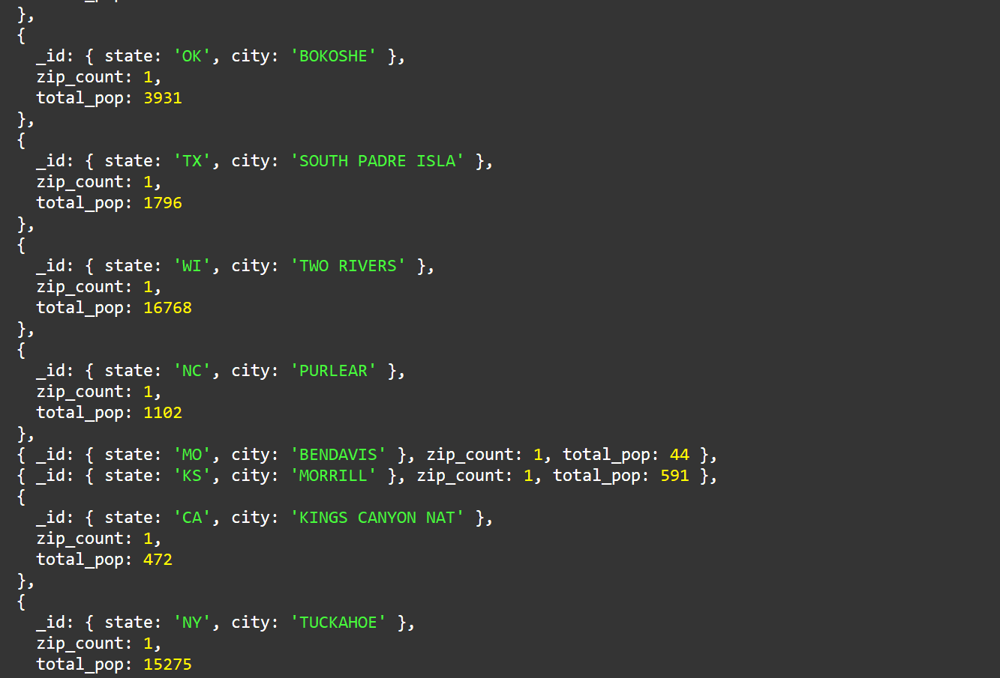 },
{
  _id: { state: 'OK', city: 'BOKOSHE' },
  zip_count: 1,
  total_pop: 3931
},
{
  _id: { state: 'TX', city: 'SOUTH PADRE ISLA' },
  zip_count: 1,
  total_pop: 1796
},
{
  _id: { state: 'WI', city: 'TWO RIVERS' },
  zip_count: 1,
  total_pop: 16768
},
{
  _id: { state: 'NC', city: 'PURLEAR' },
  zip_count: 1,
  total_pop: 1102
},
{ _id: { state: 'MO', city: 'BENDAVIS' }, zip_count: 1, total_pop: 44 },
{ _id: { state: 'KS', city: 'MORRILL' }, zip_count: 1, total_pop: 591 },
{
  _id: { state: 'CA', city: 'KINGS CANYON NAT' },
  zip_count: 1,
  total_pop: 472
},
{
  _id: { state: 'NY', city: 'TUCKAHOE' },
  zip_count: 1,
  total_pop: 15275